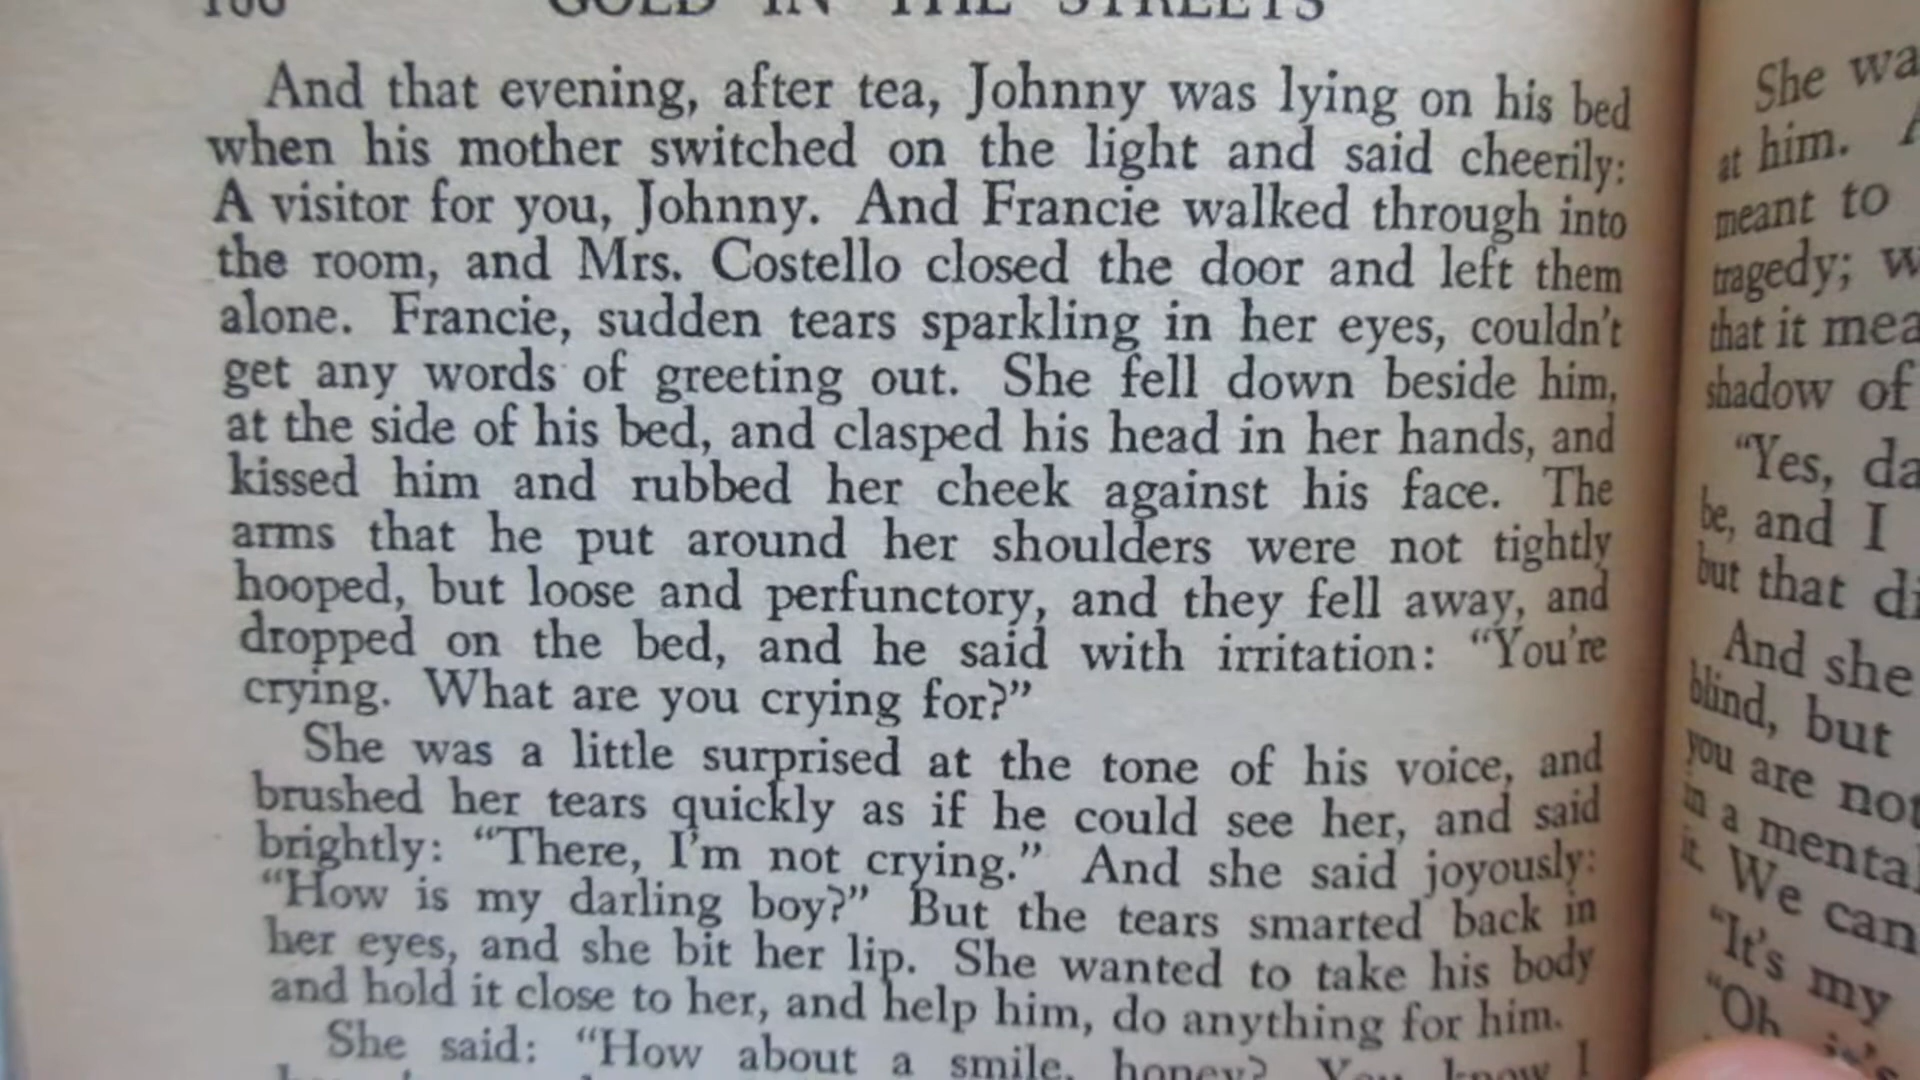 GOLD IN THE STREETS
And that evening, after tea, Johnny was lying on his bed
when his mother switched on the light and said cheerily:
A visitor for you, Johnny. And Francie walked through into
the room, and Mrs. Costello closed the door and left them
alone. Francie, sudden tears sparkling in her eyes, couldn't
get any words of greeting out. She fell down beside him,
at the side of his bed, and clasped his head in her hands, and
kissed him and rubbed her cheek against his face. The
arms that he put around her shoulders were not tightly
hooped, but loose and perfunctory, and they fell away, and
dropped on the bed, and he said with irritation: “You're
crying. What are you crying for?”
She was a little surprised at the tone of his voice, and
brushed her tears quickly as if he could see her, and said
brightly: “There, I'm not crying.” And she said joyously:
“How is my darling boy?” But the tears smarted back in
her eyes, and she bit her lip. She wanted to take his body
and hold it close to her, and help him, do anything for him.
She said: “How about a smile, honey? You know I
She wa
at him.
meant to
tragedy; w
that it mea
shadow of
“Yes, da
be, and I
but that di
And she
blind, but
you are not
in a mental
it. We can
“It's my
“Oh